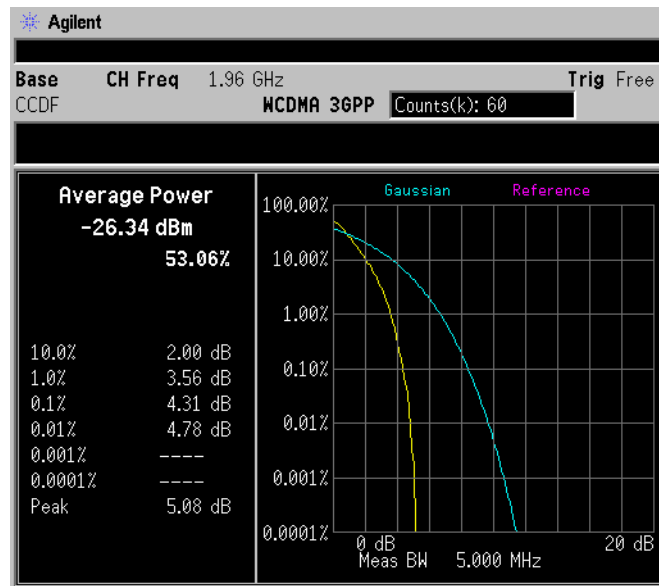 Agilent
Base CH Freq 1.96 GHz Trig Free
CCDF WCDMA 3GPP Counts(k): 60
Average Power
-26.34 dBm
53.06%
10.0% 2.00 dB
1.0% 3.56 dB
0.1% 4.31 dB
0.01% 4.78 dB
0.001% ----
0.0001% ----
Peak 5.08 dB
Gaussian Reference
100.00%
10.00%
1.00%
0.10%
0.01%
0.001%
0.0001%
0 dB 20 dB
Meas BW 5.000 MHz